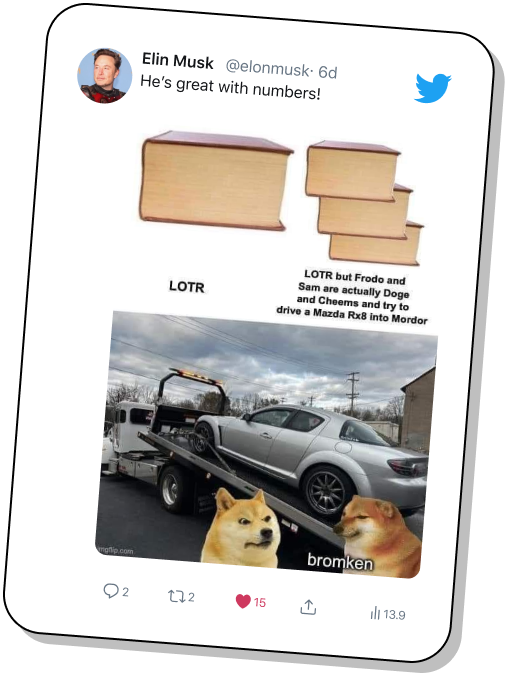 Elin Musk @elonmusk· 6d
He's great with numbers!
LOTR
LOTR but Frodo and
Sam are actually Doge
and Cheems and try to
drive a Mazda Rx8 into Mordor
imgflip.com
bromken
2
2
15
13.9